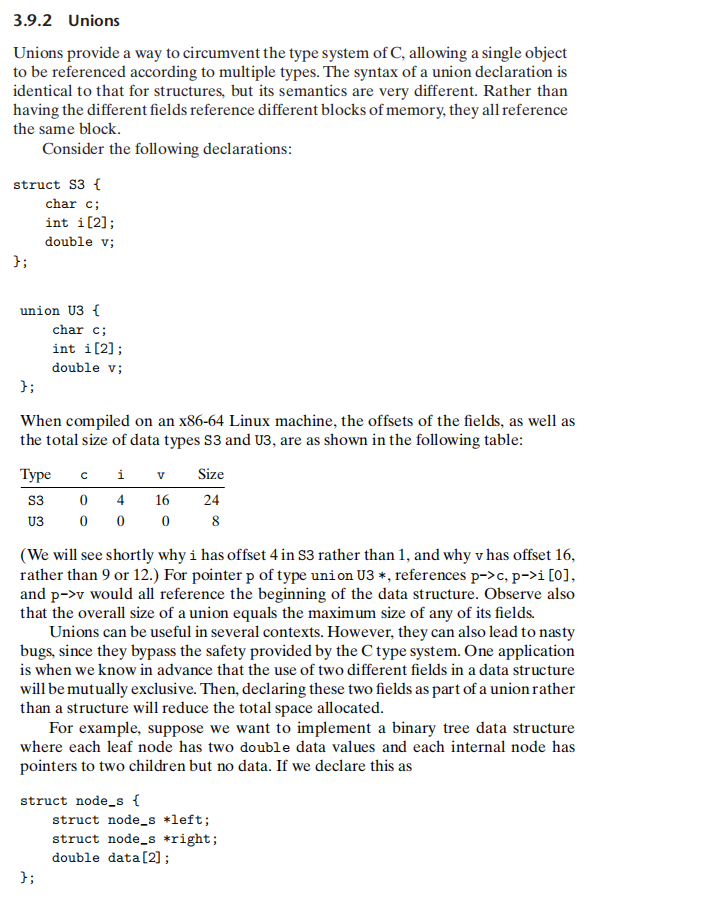 3.9.2 Unions
Unions provide a way to circumvent the type system of C, allowing a single object
to be referenced according to multiple types. The syntax of a union declaration is
identical to that for structures, but its semantics are very different. Rather than
having the different fields reference different blocks of memory, they all reference
the same block.
Consider the following declarations:
struct S3 {
    char c;
    int i[2];
    double v;
};
union U3 {
    char c;
    int i[2];
    double v;
};
When compiled on an x86-64 Linux machine, the offsets of the fields, as well as
the total size of data types S3 and U3, are as shown in the following table:
Type c i v Size
S3 0 4 16 24
U3 0 0 0 8
(We will see shortly why i has offset 4 in S3 rather than 1, and why v has offset 16,
rather than 9 or 12.) For pointer p of type union U3 *, references p->c, p->i[0],
and p->v would all reference the beginning of the data structure. Observe also
that the overall size of a union equals the maximum size of any of its fields.
Unions can be useful in several contexts. However, they can also lead to nasty
bugs, since they bypass the safety provided by the C type system. One application
is when we know in advance that the use of two different fields in a data structure
will be mutually exclusive. Then, declaring these two fields as part of a union rather
than a structure will reduce the total space allocated.
For example, suppose we want to implement a binary tree data structure
where each leaf node has two double data values and each internal node has
pointers to two children but no data. If we declare this as
struct node_s {
    struct node_s *left;
    struct node_s *right;
    double data[2];
};